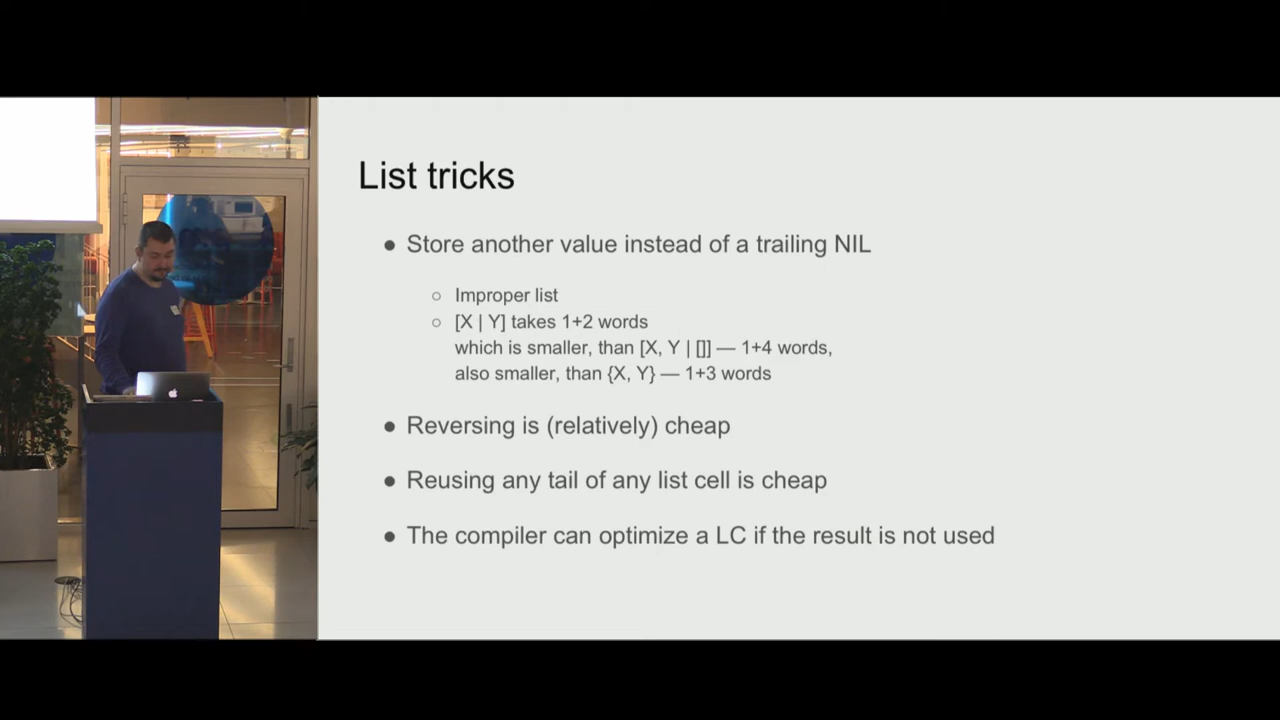 List tricks
● Store another value instead of a trailing NIL
○ Improper list
○ [X | Y] takes 1+2 words
which is smaller, than [X, Y | []] — 1+4 words,
also smaller, than {X, Y} — 1+3 words
● Reversing is (relatively) cheap
● Reusing any tail of any list cell is cheap
● The compiler can optimize a LC if the result is not used